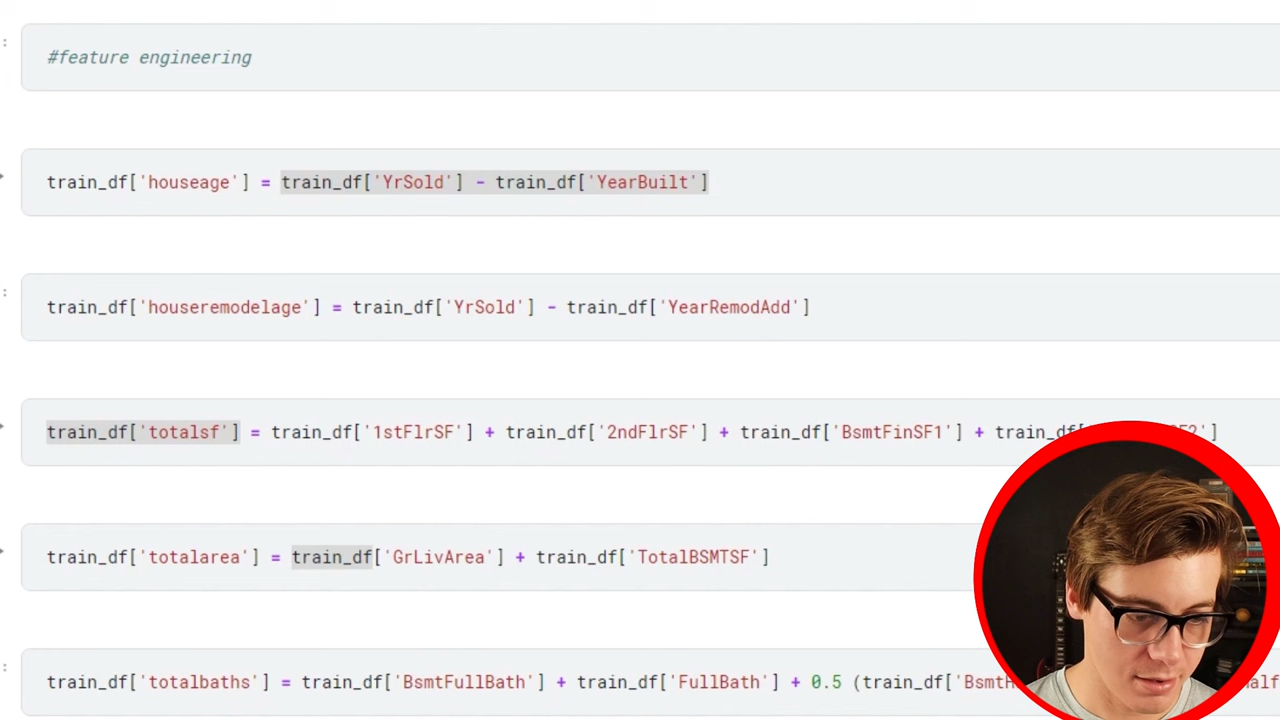 #feature engineering
train_df['houseage'] = train_df['YrSold'] - train_df['YearBuilt']
train_df['houseremodelage'] = train_df['YrSold'] - train_df['YearRemodAdd']
train_df['totalsf'] = train_df['1stFlrSF'] + train_df['2ndFlrSF'] + train_df['BsmtFinSF1'] + train_df SF2']
train_df['totalarea'] = train_df['GrLivArea'] + train_df['TotalBSMTSF']
train_df['totalbaths'] = train_df['BsmtFullBath'] + train_df['FullBath'] + 0.5 (train_df['BsmtH